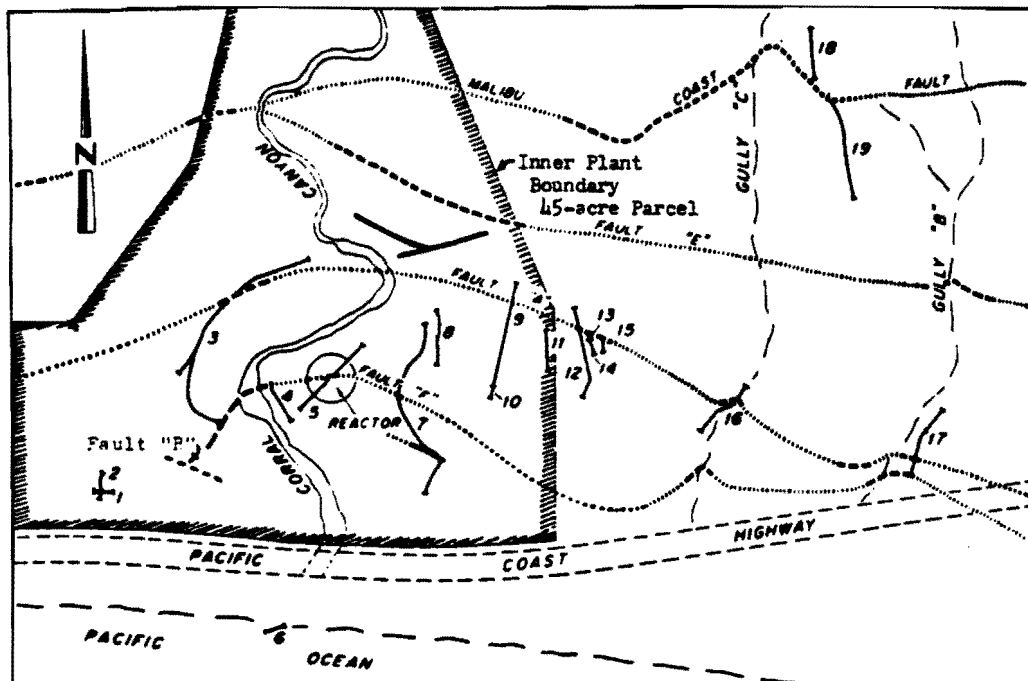 18
MALIBU
COAST
FAULT
N
GULLY "C"
19
Inner Plant
Boundary
45-acre Parcel
CANYON
FAULT "E"
GULLY "B"
FAULT
A
3
8
9
13
15
11
12
14
4
5
FAULT "F"
10
REACTOR
7
16
Fault "B"
17
2
1
CORRAL
PACIFIC
COAST
HIGHWAY
6
PACIFIC
OCEAN